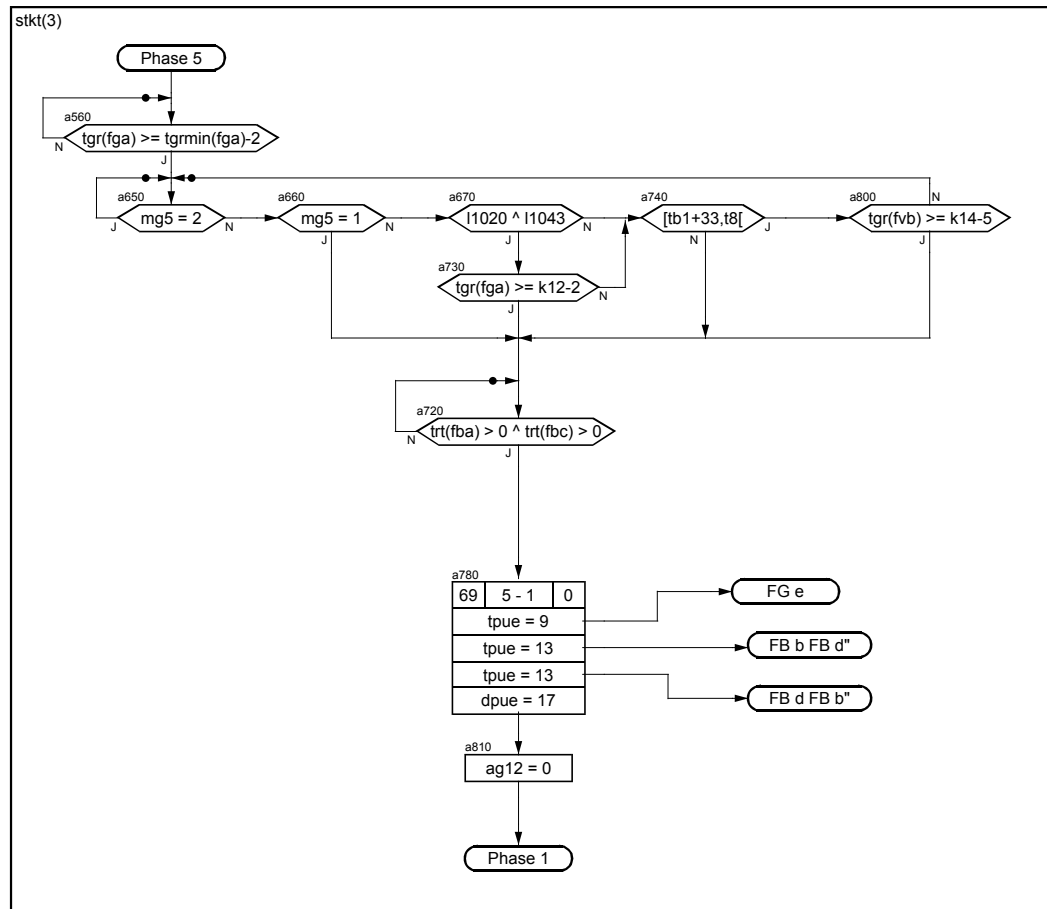 stkt(3)
Phase 5
a560
tgr(fga) >= tgrmin(fga)-2
N
J
a650
mg5 = 2
J
N
a660
mg5 = 1
J
N
a670
l1020 ^ l1043
J
N
a740
[tb1+33,t8[
N
J
a800
tgr(fvb) >= k14-5
N
J
a730
tgr(fga) >= k12-2
J
N
a720
trt(fba) > 0 ^ trt(fbc) > 0
N
J
a780
69 5 - 1 0
tpue = 9
tpue = 13
tpue = 13
dpue = 17
FG e
FB b FB d"
FB d FB b"
a810
ag12 = 0
Phase 1